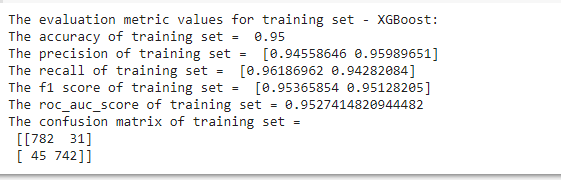 The evaluation metric values for training set - XGBoost:
The accuracy of training set =  0.95
The precision of training set =  [0.94558646 0.95989651]
The recall of training set =  [0.96186962 0.94282084]
The f1 score of training set =  [0.95365854 0.95128205]
The roc_auc_score of training set = 0.9527414820944482
The confusion matrix of training set =
[[782  31]
[ 45 742]]